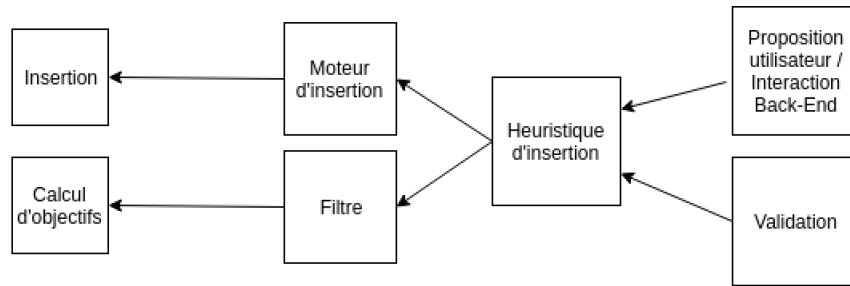 Insertion
Moteur
d'insertion
Heuristique
d'insertion
Proposition
utilisateur /
Interaction
Back-End
Calcul
d'objectifs
Filtre
Validation